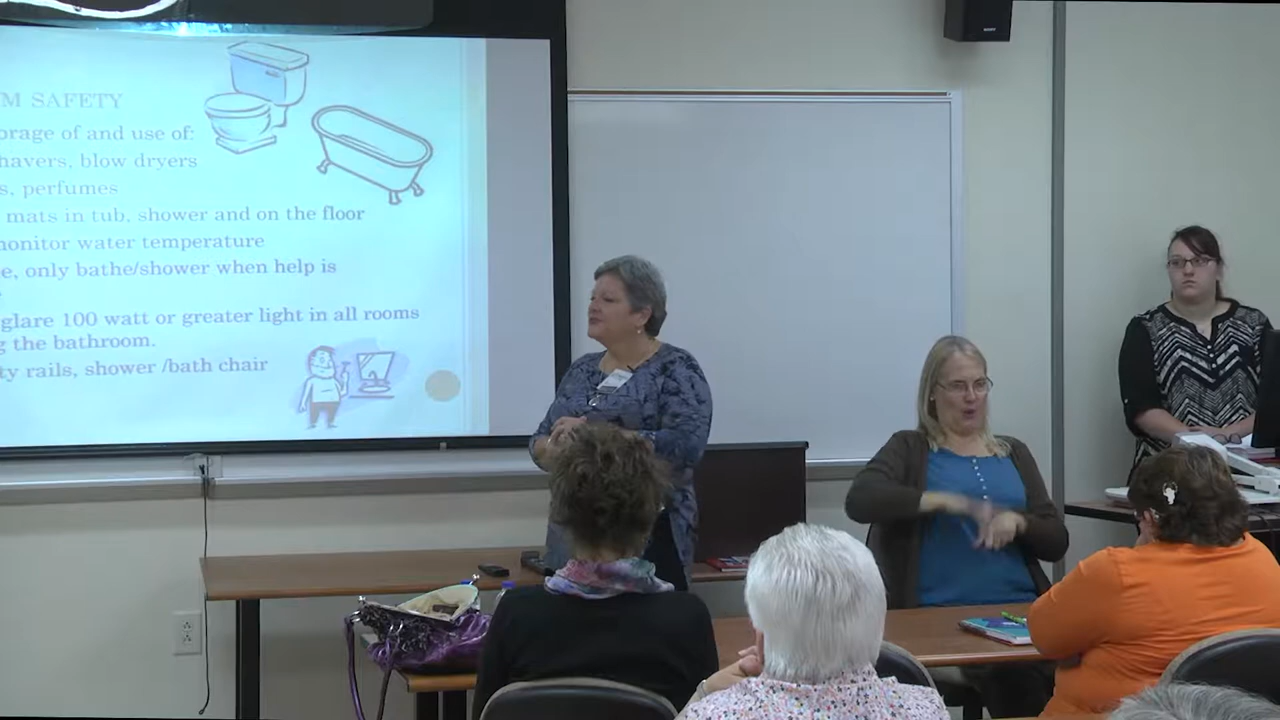 M SAFETY
orage of and use of:
havers, blow dryers
s, perfumes
mats in tub, shower and on the floor
nonitor water temperature
e, only bathe/shower when help is
glare 100 watt or greater light in all rooms
g the bathroom.
ty rails, shower /bath chair